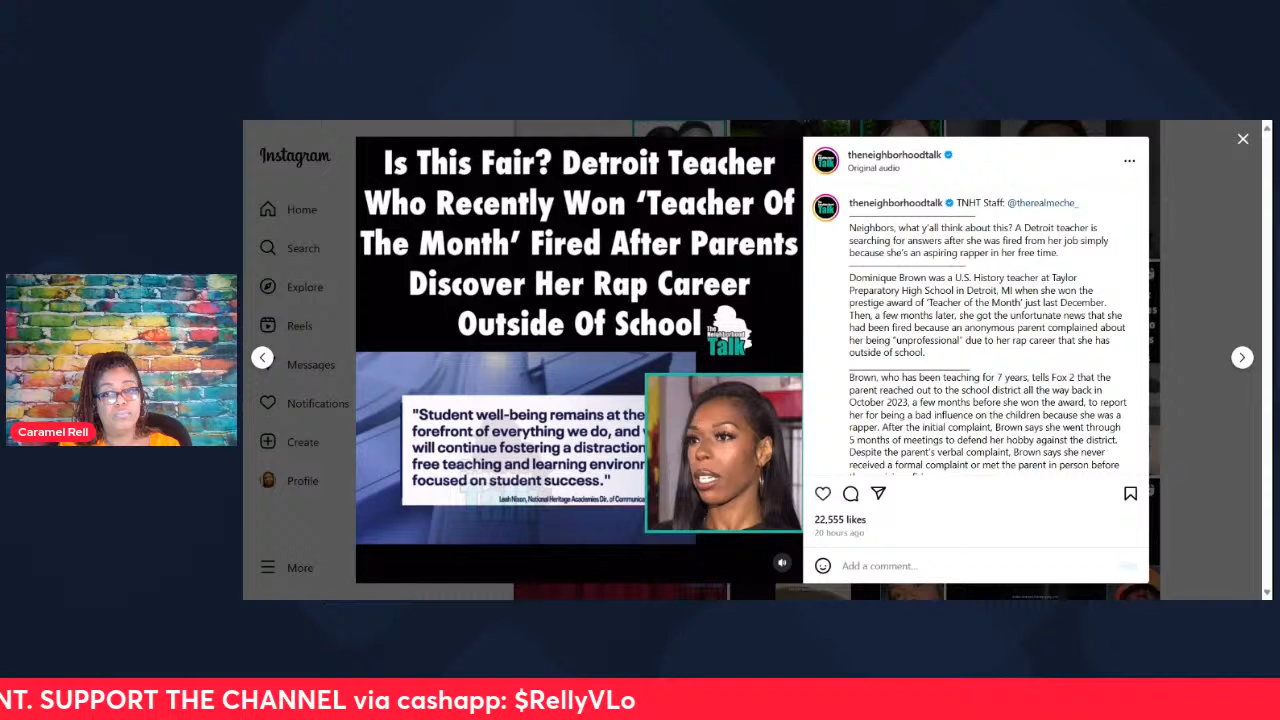 Instagram
Home
Search
Explore
Reels
Messages
Notifications
Create
Profile
More
Caramel Rell
Is This Fair? Detroit Teacher
Who Recently Won ‘Teacher Of
The Month’ Fired After Parents
Discover Her Rap Career
Outside Of School
The
Neighborhood
Talk
"Student well-being remains at the
forefront of everything we do, and
will continue fostering a distraction
free teaching and learning environ
focused on student success."
Leah Nixon, National Heritage Academies Dir. of Communica
theneighborhoodtalk
Original audio
theneighborhoodtalk TNHT Staff: @therealmeche_
Neighbors, what y'all think about this? A Detroit teacher is
searching for answers after she was fired from her job simply
because she's an aspiring rapper in her free time.
Dominique Brown was a U.S. History teacher at Taylor
Preparatory High School in Detroit, MI when she won the
prestige award of 'Teacher of the Month' just last December.
Then, a few months later, she got the unfortunate news that she
had been fired because an anonymous parent complained about
her being "unprofessional" due to her rap career that she has
outside of school.
Brown, who has been teaching for 7 years, tells Fox 2 that the
parent reached out to the school district all the way back in
October 2023, a few months before she won the award, to report
her for being a bad influence on the children because she was a
rapper. After the initial complaint, Brown says she went through
5 months of meetings to defend her hobby against the district.
Despite the parent's verbal complaint, Brown says she never
received a formal complaint or met the parent in person before
22,555 likes
20 hours ago
Add a comment...
NT. SUPPORT THE CHANNEL via cashapp: $RellyVLo